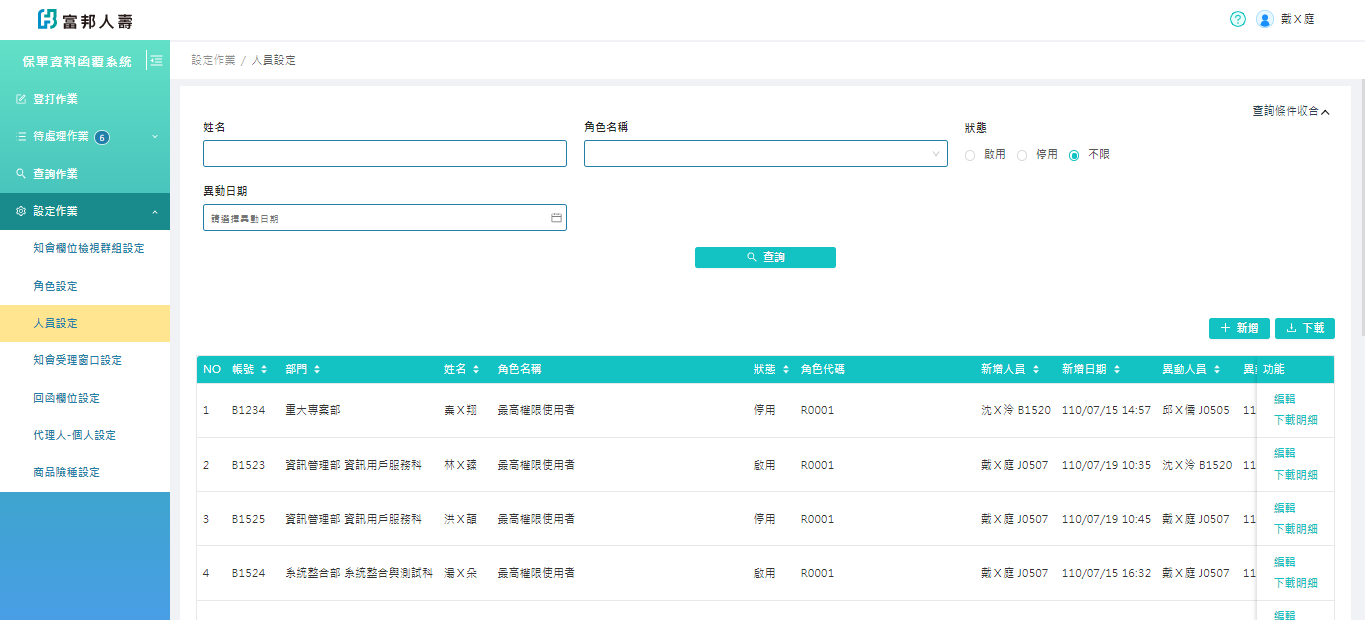 富邦人壽
戴X庭
保單資料函覆系統
設定作業 / 人員設定
登打作業
待處理作業 6
查詢作業
設定作業
知會欄位檢視群組設定
角色設定
人員設定
知會受理窗口設定
回函欄位設定
代理人-個人設定
商品險種設定
查詢條件收合
姓名
角色名稱
狀態
啟用 停用 不限
異動日期
請選擇異動日期
查詢
新增 下載
NO 帳號 部門 姓名 角色名稱 狀態 角色代碼 新增人員 新增日期 異動人員 異 功能
1 B1234 重大專案部 秦X翔 最高權限使用者 停用 R0001 沈X泠 B1520 110/07/15 14:57 邱X儒 J0505 11 編輯
下載明細
2 B1523 資訊管理部 資訊用戶服務科 林X臻 最高權限使用者 啟用 R0001 戴X庭 J0507 110/07/19 10:35 沈X泠 B1520 11 編輯
下載明細
3 B1525 資訊管理部 資訊用戶服務科 洪X頡 最高權限使用者 停用 R0001 戴X庭 J0507 110/07/19 10:45 戴X庭 J0507 11 編輯
下載明細
4 B1524 系統整合部 系統整合與測試科 湯X朵 最高權限使用者 啟用 R0001 戴X庭 J0507 110/07/15 16:32 戴X庭 J0507 11 編輯
下載明細
編輯